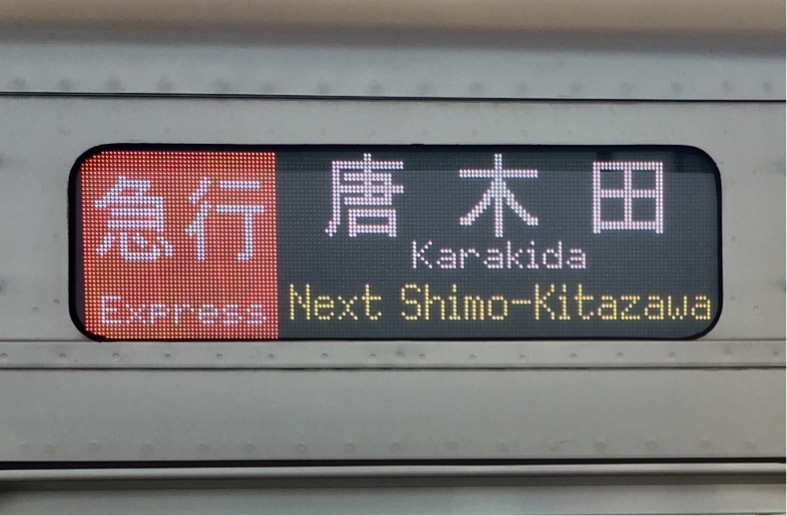 急行
Express
唐木田
Karakida
Next Shimo-Kitazawa